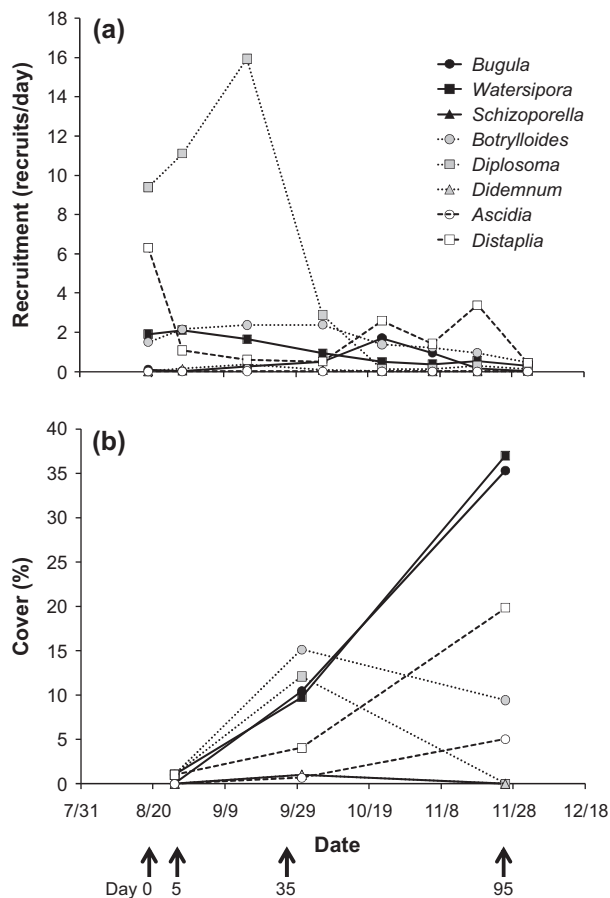 (a)
Recruitment (recruits/day)
18
16
14
12
10
8
6
4
2
0
Bugula
Watersipora
Schizoporella
Botrylloides
Diplosoma
Didemnum
Ascidia
Distaplia
(b)
Cover (%)
40
35
30
25
20
15
10
5
0
7/31 8/20 9/9 9/29 10/19 11/8 11/28 12/18
Date
Day 0 5 35 95